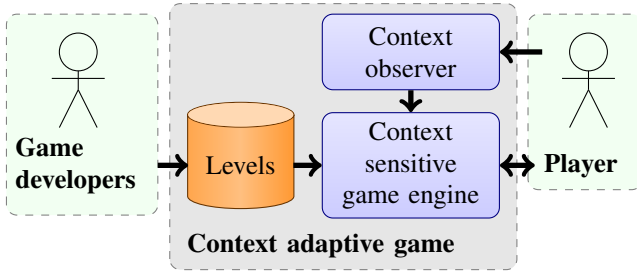 Context
observer
Game
developers
Levels
Context
sensitive
game engine
Player
Context adaptive game